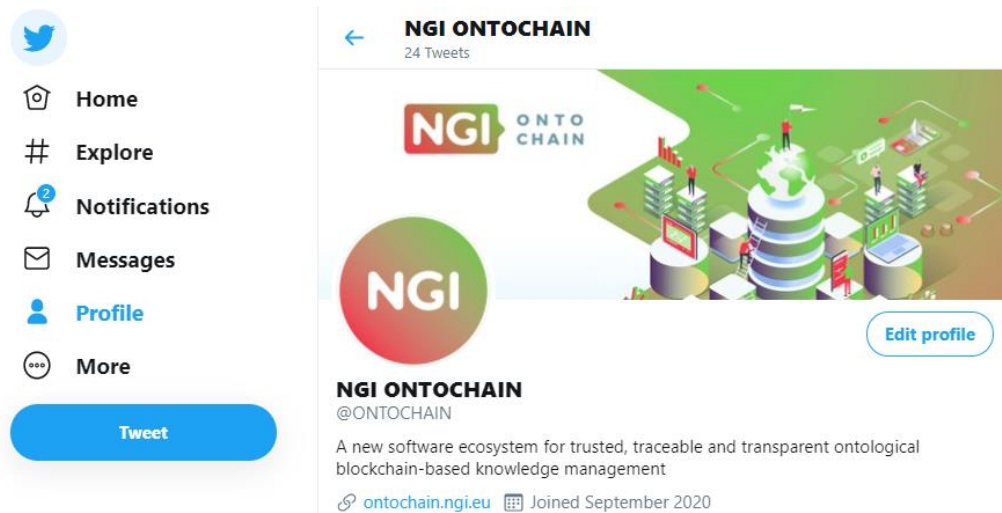 Home
Explore
2
Notifications
Messages
Profile
More
Tweet
NGI ONTOCHAIN
24 Tweets
NGI ONTO
CHAIN
NGI
Edit profile
NGI ONTOCHAIN
@ONTOCHAIN
A new software ecosystem for trusted, traceable and transparent ontological
blockchain-based knowledge management
ontochain.ngi.eu Joined September 2020